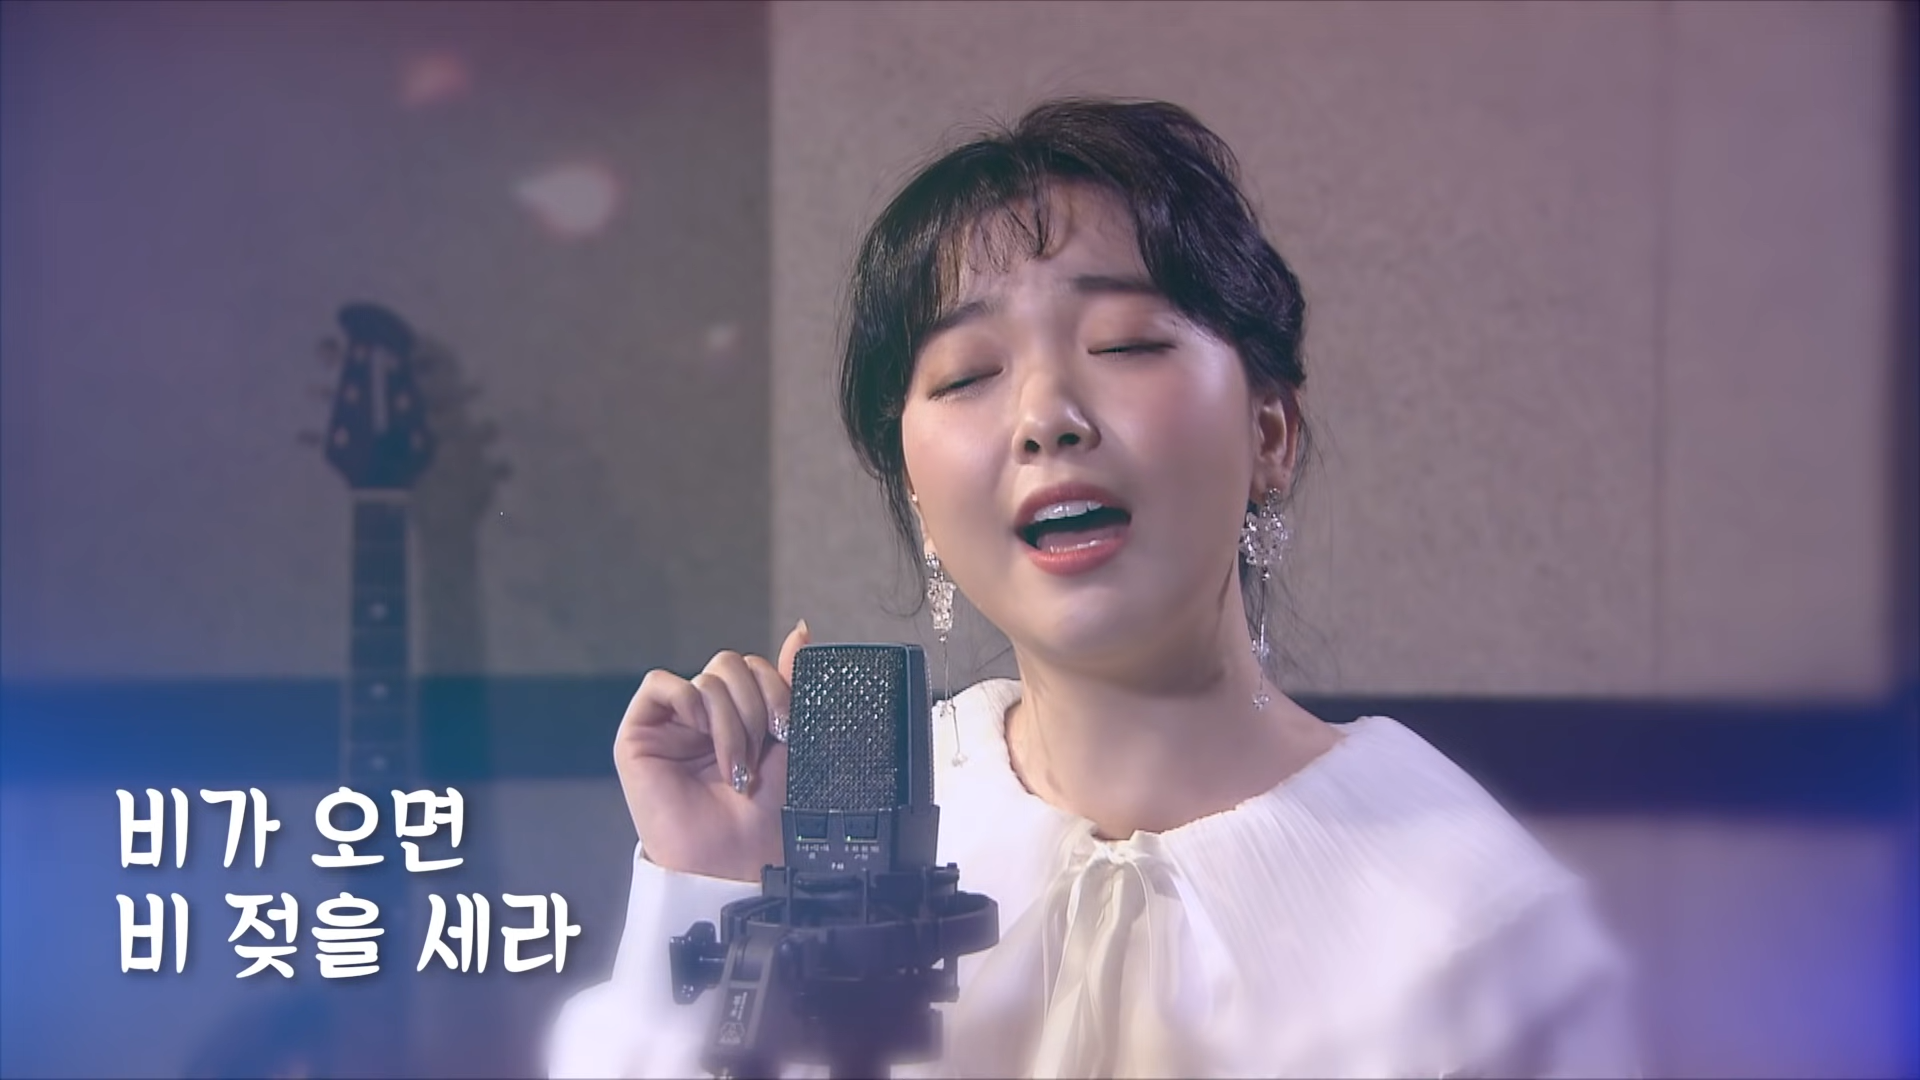 비가 오면
비 젖을 세라